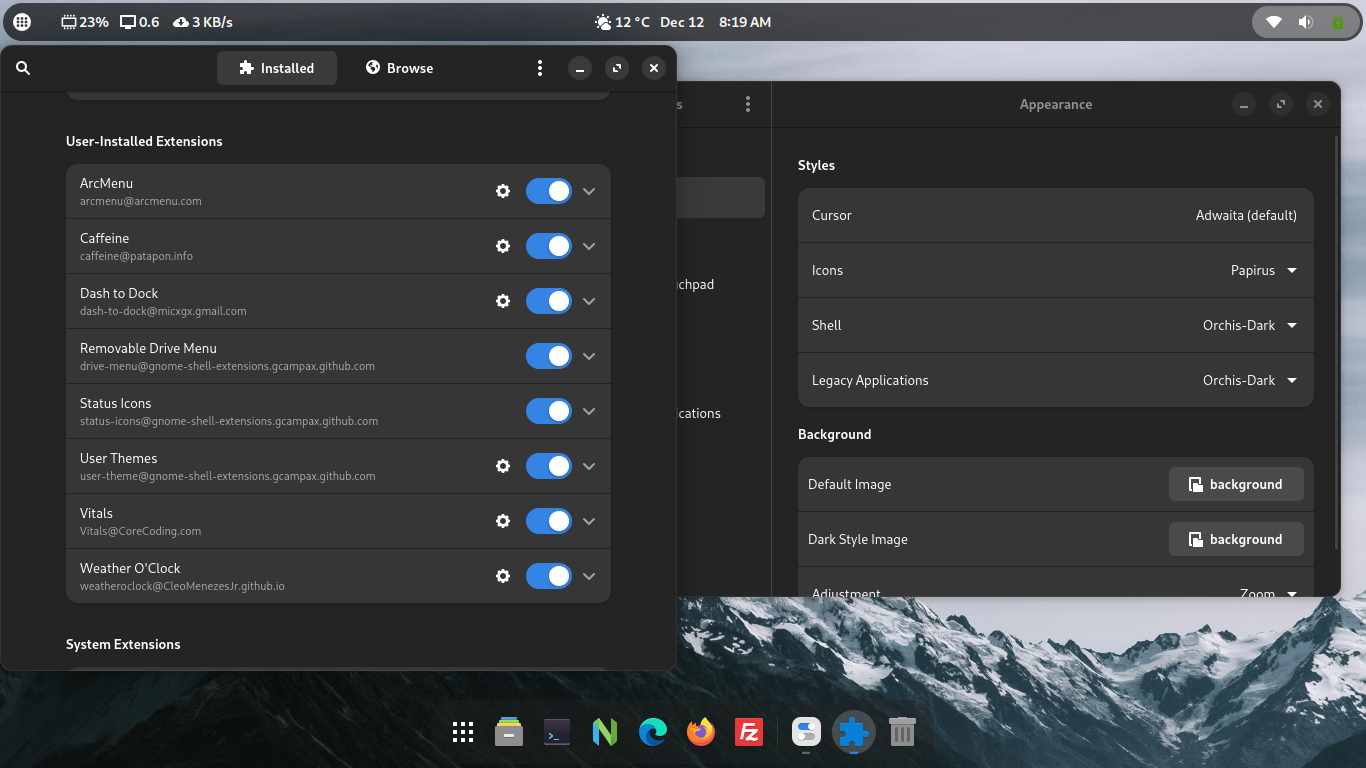 23% 0.6 3 KB/s
12 °C Dec 12 8:19 AM
Installed Browse
User-Installed Extensions
ArcMenu
arcmenu@arcmenu.com
Caffeine
caffeine@patapon.info
Dash to Dock
dash-to-dock@micxgx.gmail.com
Removable Drive Menu
drive-menu@gnome-shell-extensions.gcampax.github.com
Status Icons
status-icons@gnome-shell-extensions.gcampax.github.com
User Themes
user-theme@gnome-shell-extensions.gcampax.github.com
Vitals
Vitals@CoreCoding.com
Weather O'Clock
weatheroclock@CleoMenezesJr.github.io
System Extensions
s
chpad
ications
Appearance
Styles
Cursor Adwaita (default)
Icons Papirus
Shell Orchis-Dark
Legacy Applications Orchis-Dark
Background
Default Image background
Dark Style Image background
Adjustment Zoom
>_
N
Fz